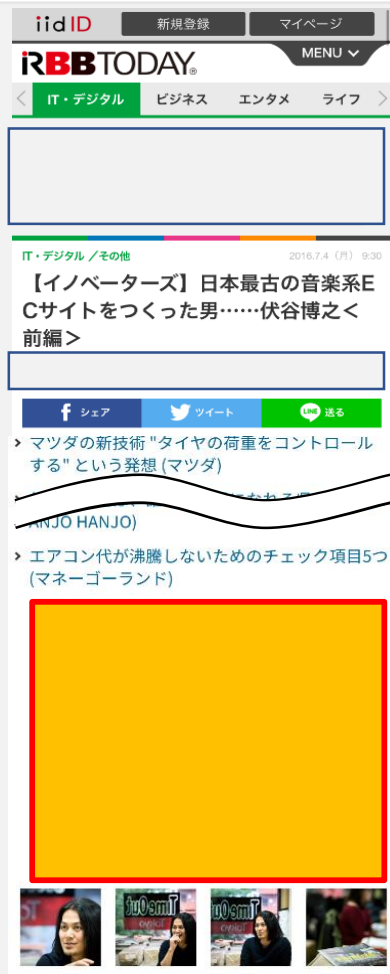 iid ID 新規登録 マイページ
RBB TODAY® MENU
IT・デジタル ビジネス エンタメ ライフ
IT・デジタル／その他 2016.7.4（月） 9:30
【イノベーターズ】日本最古の音楽系E
Cサイトをつくった男……伏谷博之＜
前編＞
f シェア ツイート LINE 送る
マツダの新技術 "タイヤの荷重をコントロール
する" という発想 (マツダ)
ANJO HANJO)
エアコン代が沸騰しないためのチェック項目5つ
(マネーゴーランド)
Time Out
Time Out